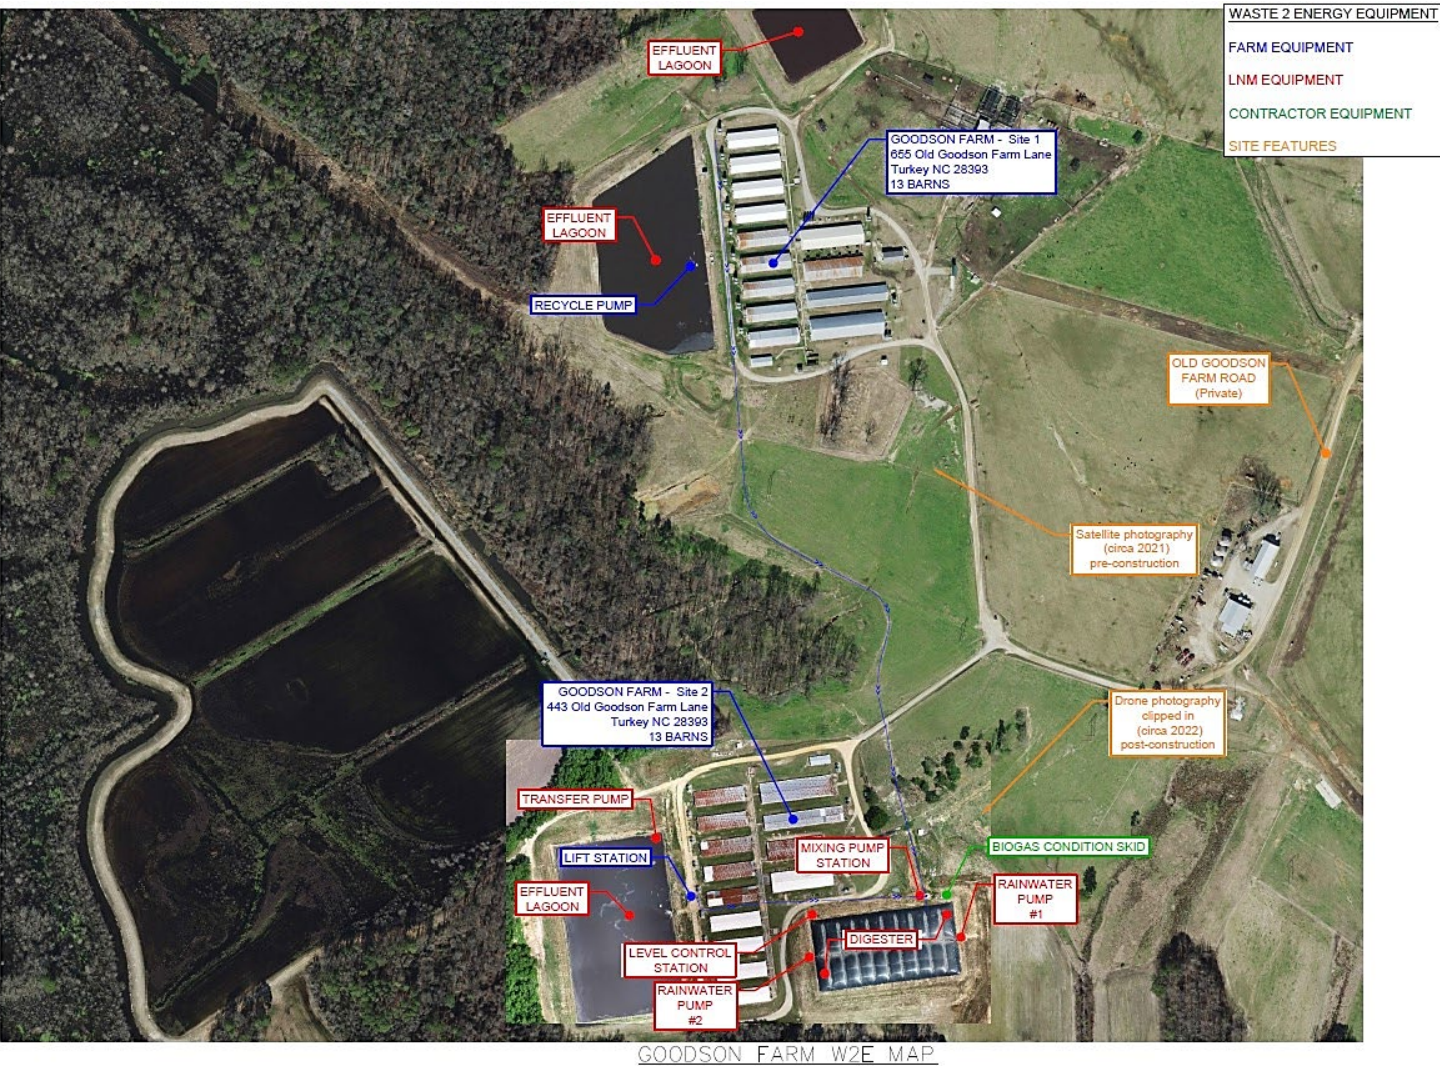 WASTE 2 ENERGY EQUIPMENT
FARM EQUIPMENT
LNM EQUIPMENT
CONTRACTOR EQUIPMENT
SITE FEATURES
EFFLUENT
LAGOON
GOODSON FARM - Site 1
655 Old Goodson Farm Lane
Turkey NC 28393
13 BARNS
EFFLUENT
LAGOON
RECYCLE PUMP
OLD GOODSON
FARM ROAD
(Private)
Satellite photography
(circa 2021)
pre-construction
GOODSON FARM - Site 2
443 Old Goodson Farm Lane
Turkey NC 28393
13 BARNS
Drone photography
clipped in
(circa 2022)
post-construction
TRANSFER PUMP
LIFT STATION
MIXING PUMP
STATION
BIOGAS CONDITION SKID
EFFLUENT
LAGOON
RAINWATER
PUMP
#1
DIGESTER
LEVEL CONTROL
STATION
RAINWATER
PUMP
#2
GOODSON FARM W2E MAP